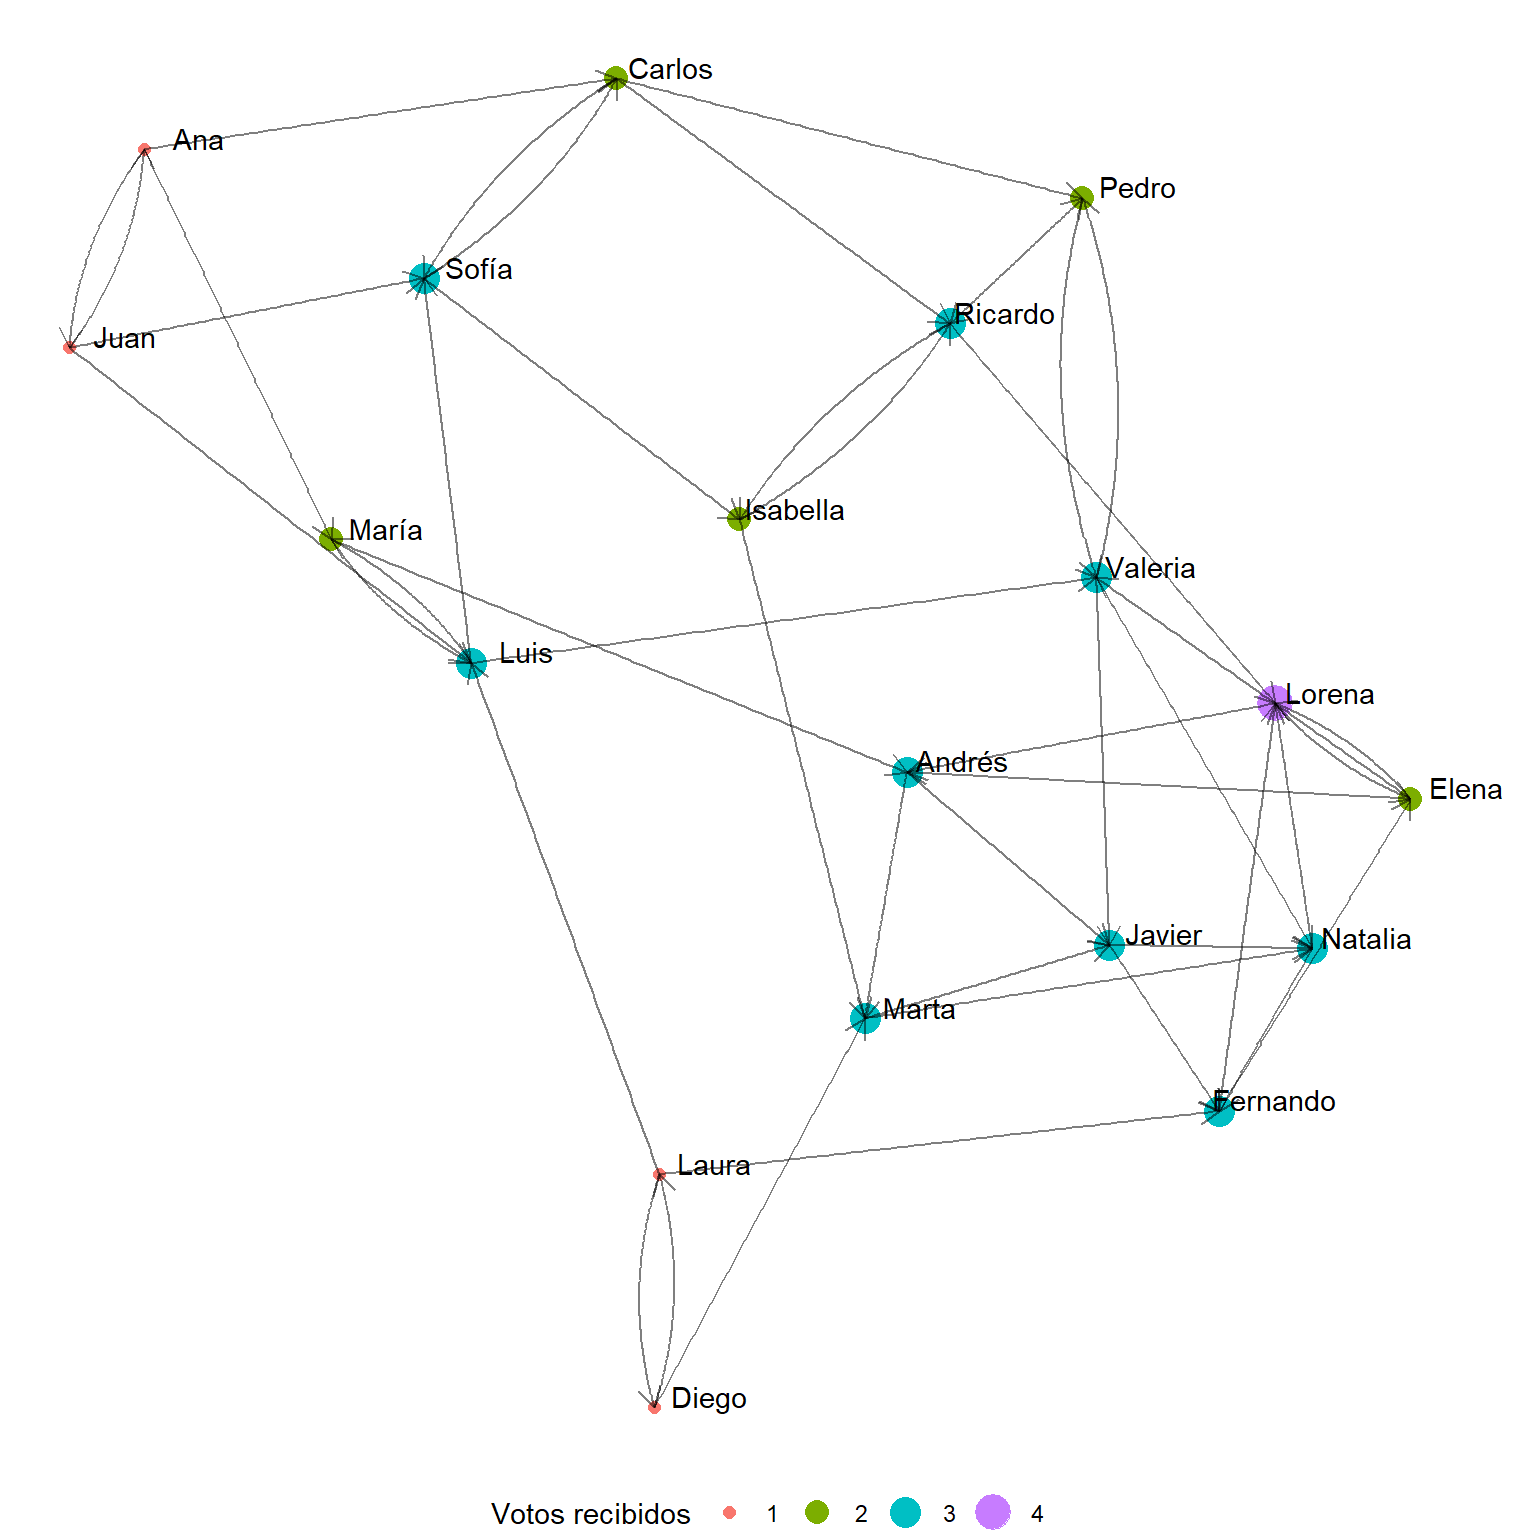 Carlos
Ana
Pedro
Sofía
Ricardo
Juan
Isabella
María
Valeria
Luis
Lorena
Andrés
Elena
Javier
Natalia
Marta
Fernando
Laura
Diego
Votos recibidos 1 2 3 4